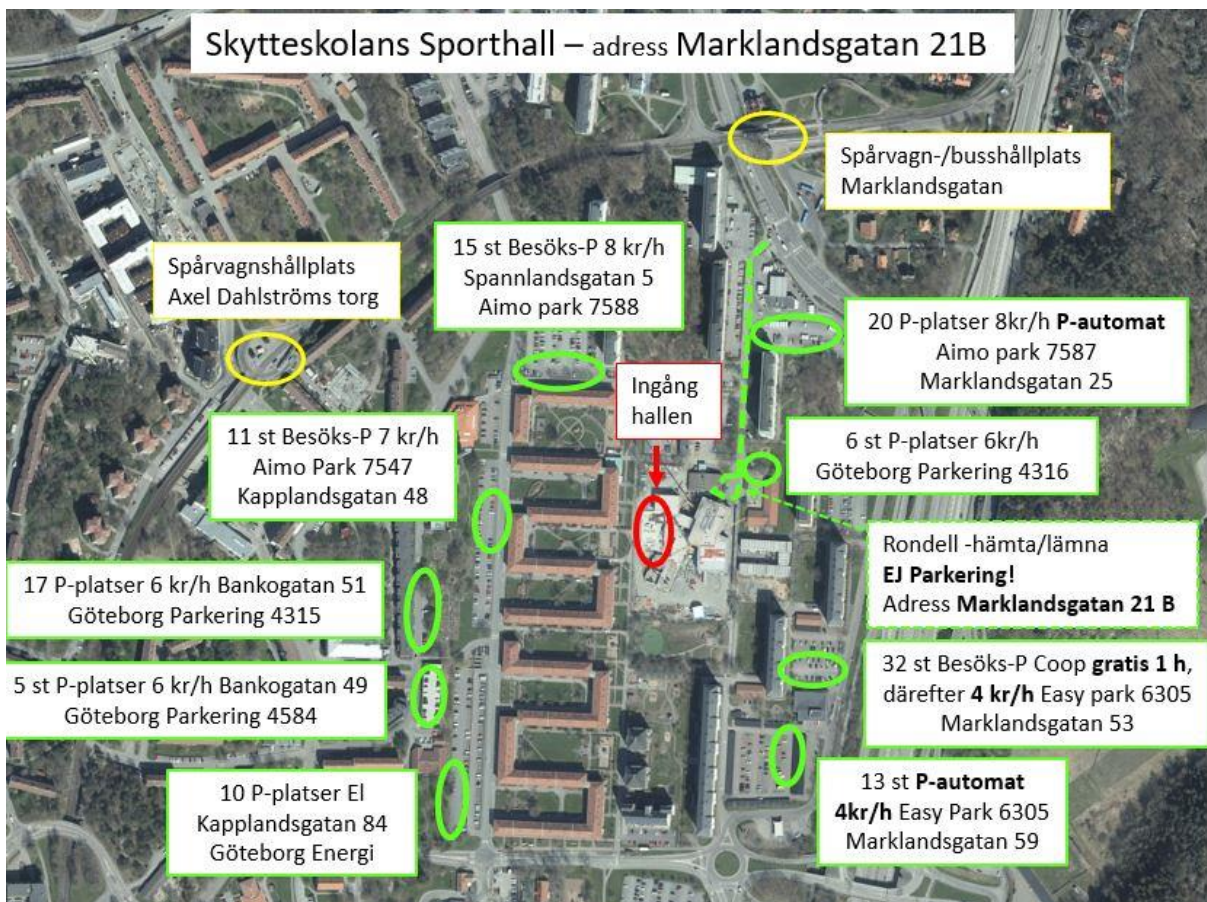 Skytteskolans Sporthall – adress Marklandsgatan 21B
Spårvagn-/busshållplats
Marklandsgatan
15 st Besöks-P 8 kr/h
Spannlandsgatan 5
Aimo park 7588
Spårvagnshållplats
Axel Dahlströms torg
20 P-platser 8kr/h P-automat
Aimo park 7587
Marklandsgatan 25
Ingång
hallen
11 st Besöks-P 7 kr/h
Aimo Park 7547
Kapplandsgatan 48
6 st P-platser 6kr/h
Göteborg Parkering 4316
Rondell -hämta/lämna
EJ Parkering!
Adress Marklandsgatan 21 B
17 P-platser 6 kr/h Bankogatan 51
Göteborg Parkering 4315
32 st Besöks-P Coop gratis 1 h,
därefter 4 kr/h Easy park 6305
Marklandsgatan 53
5 st P-platser 6 kr/h Bankogatan 49
Göteborg Parkering 4584
10 P-platser El
Kapplandsgatan 84
Göteborg Energi
13 st P-automat
4kr/h Easy Park 6305
Marklandsgatan 59